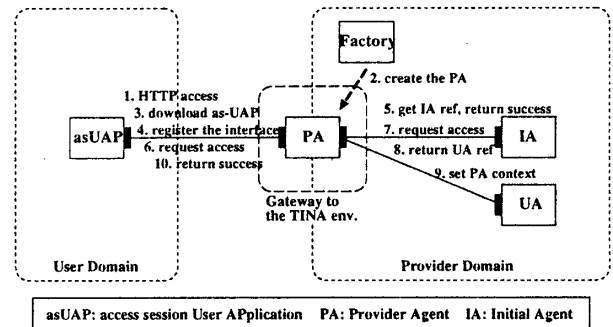 Factory
2. create the PA
1. HTTP access
3. download as-UAP
4. register the interface
6. request access
10. return success
asUAP
PA
5. get IA ref, return success
7. request access
8. return UA ref
9. set PA context
IA
UA
Gateway to
the TINA env.
User Domain
Provider Domain
asUAP: access session User APplication PA: Provider Agent IA: Initial Agent